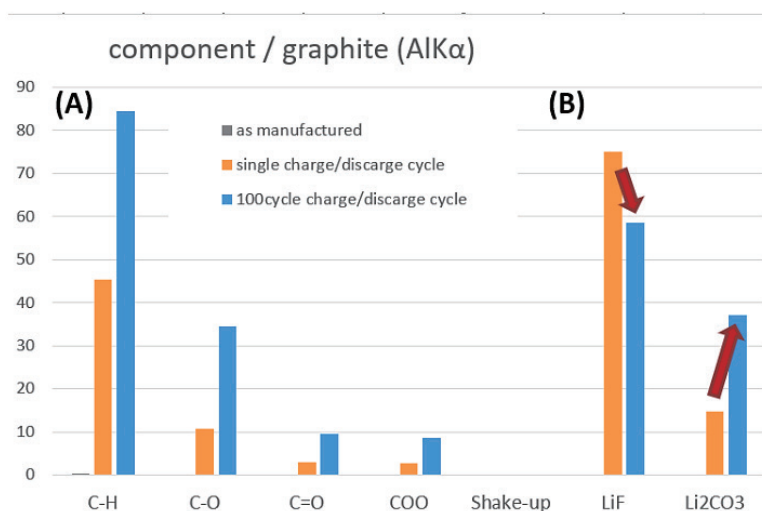 component / graphite (AlKα)
90
(A)
(B)
80
as manufactured
single charge/discarge cycle
100cycle charge/discarge cycle
70
60
50
40
30
20
10
0
C-H
C-O
C=O
COO
Shake-up
LiF
Li2CO3